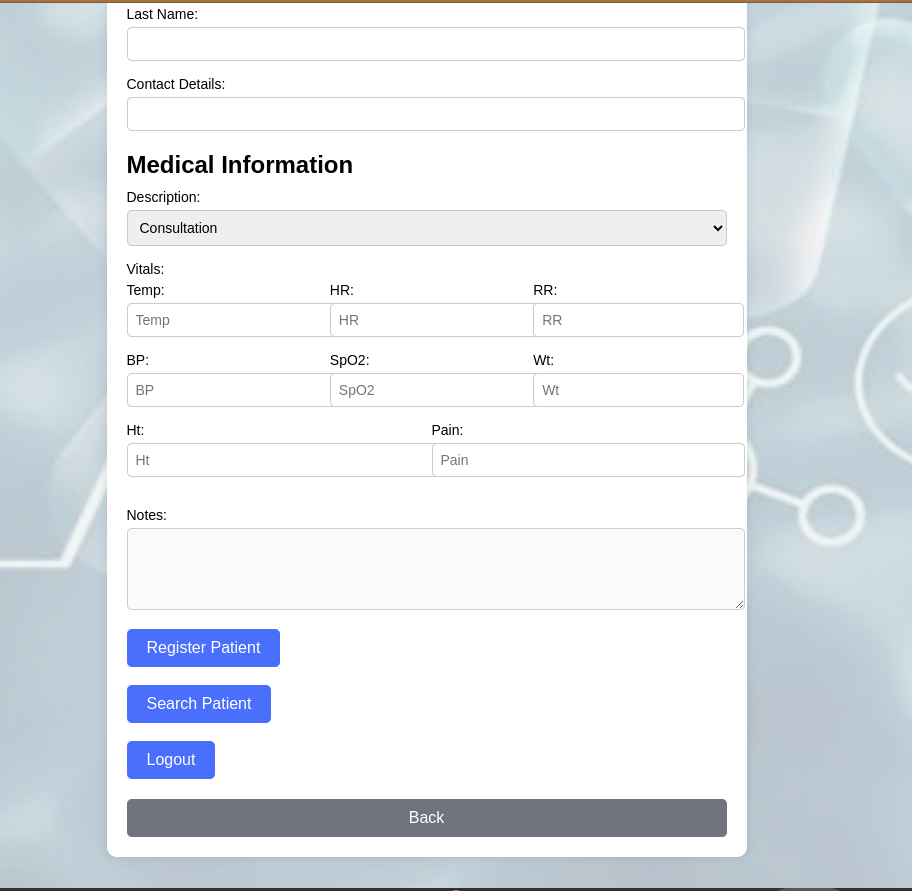 Last Name:
Contact Details:
Medical Information
Description:
Consultation
Vitals:
Temp: HR: RR:
Temp HR RR
BP: SpO2: Wt:
BP SpO2 Wt
Ht: Pain:
Ht Pain
Notes:
Register Patient
Search Patient
Logout
Back